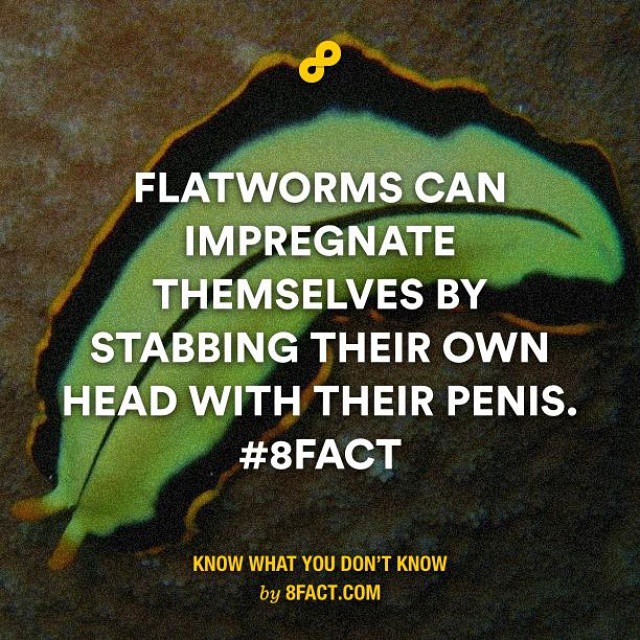 FLATWORMS CAN
IMPREGNATE
THEMSELVES BY
STABBING THEIR OWN
HEAD WITH THEIR PENIS.
#8FACT
KNOW WHAT YOU DON'T KNOW
by 8FACT.COM